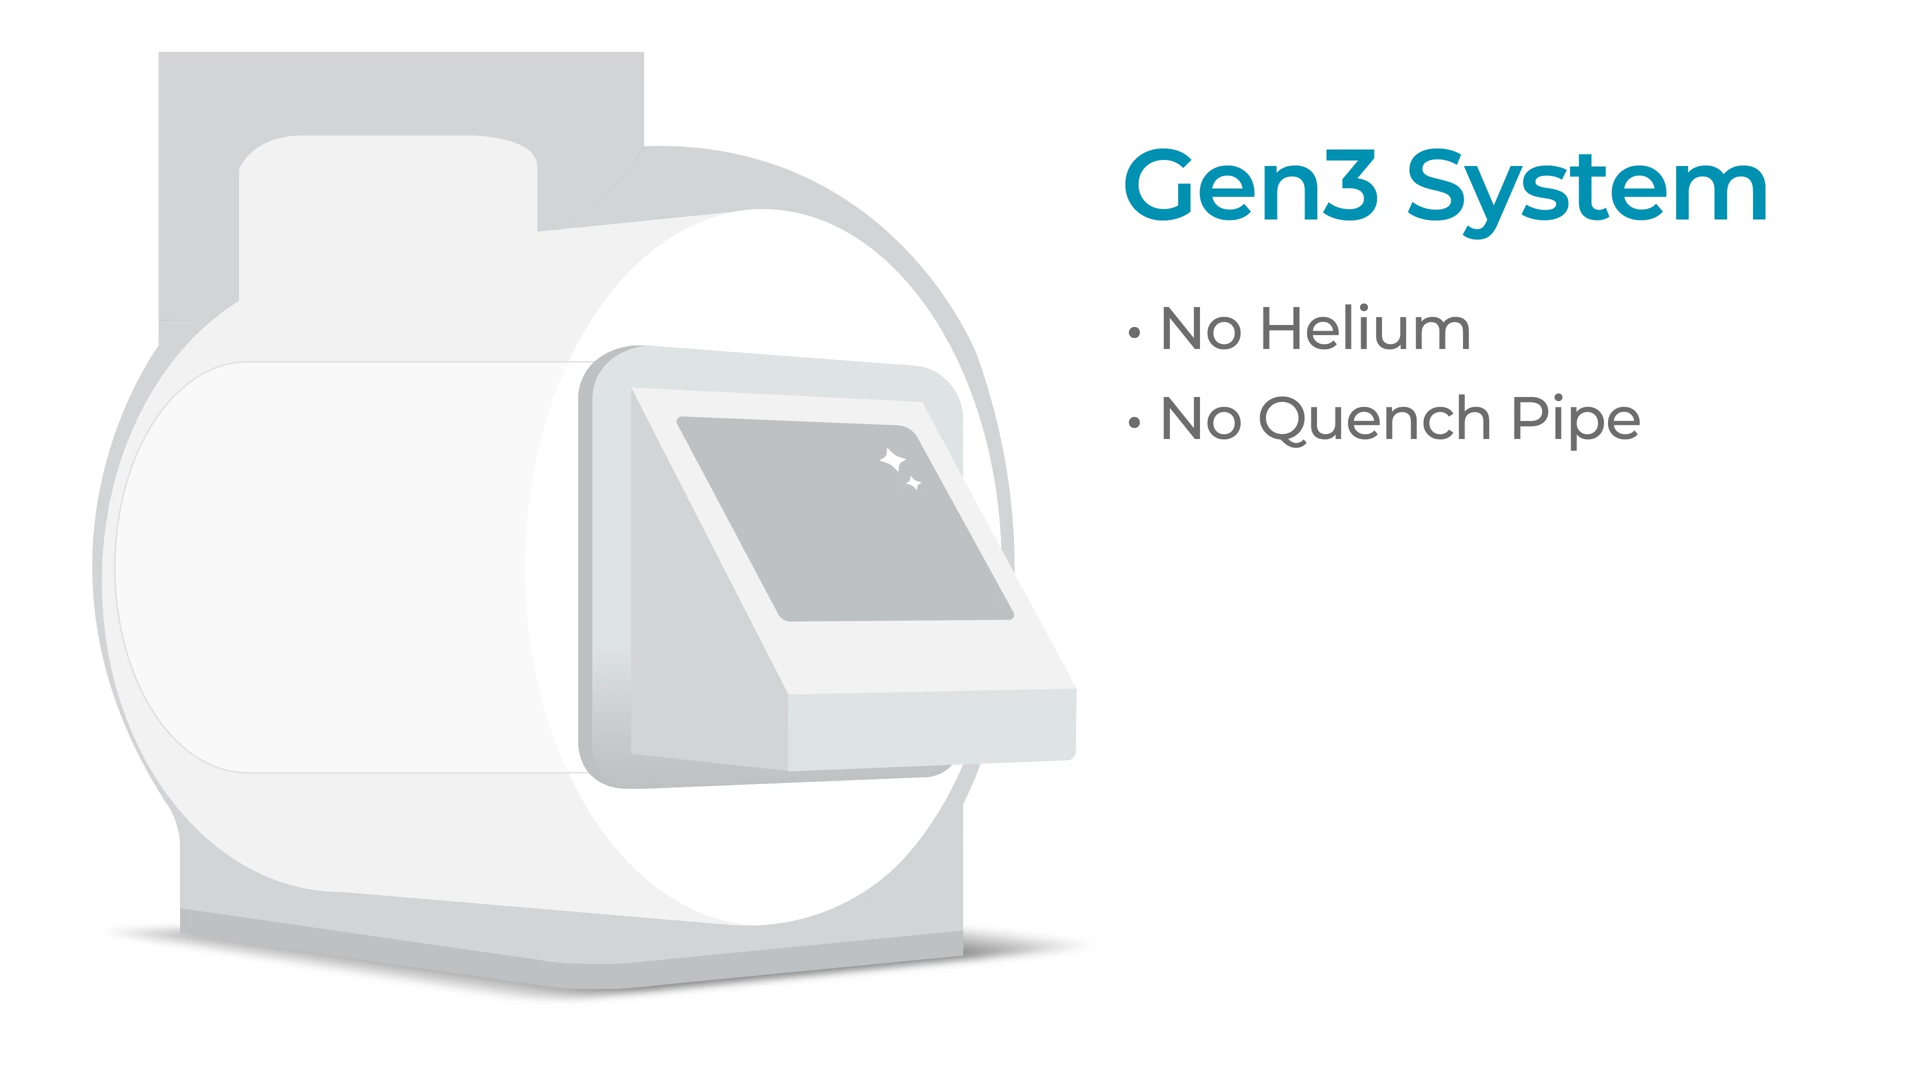 Gen3 System
• No Helium
• No Quench Pipe